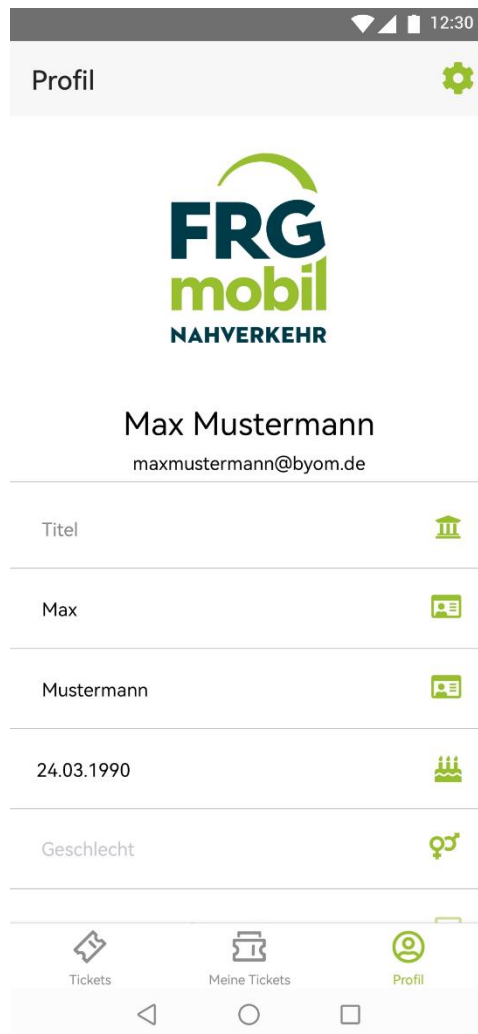 12:30
Profil
FRG
mobil
NAHVERKEHR
Max Mustermann
maxmustermann@byom.de
Titel
Max
Mustermann
24.03.1990
Geschlecht
Tickets
Meine Tickets
Profil